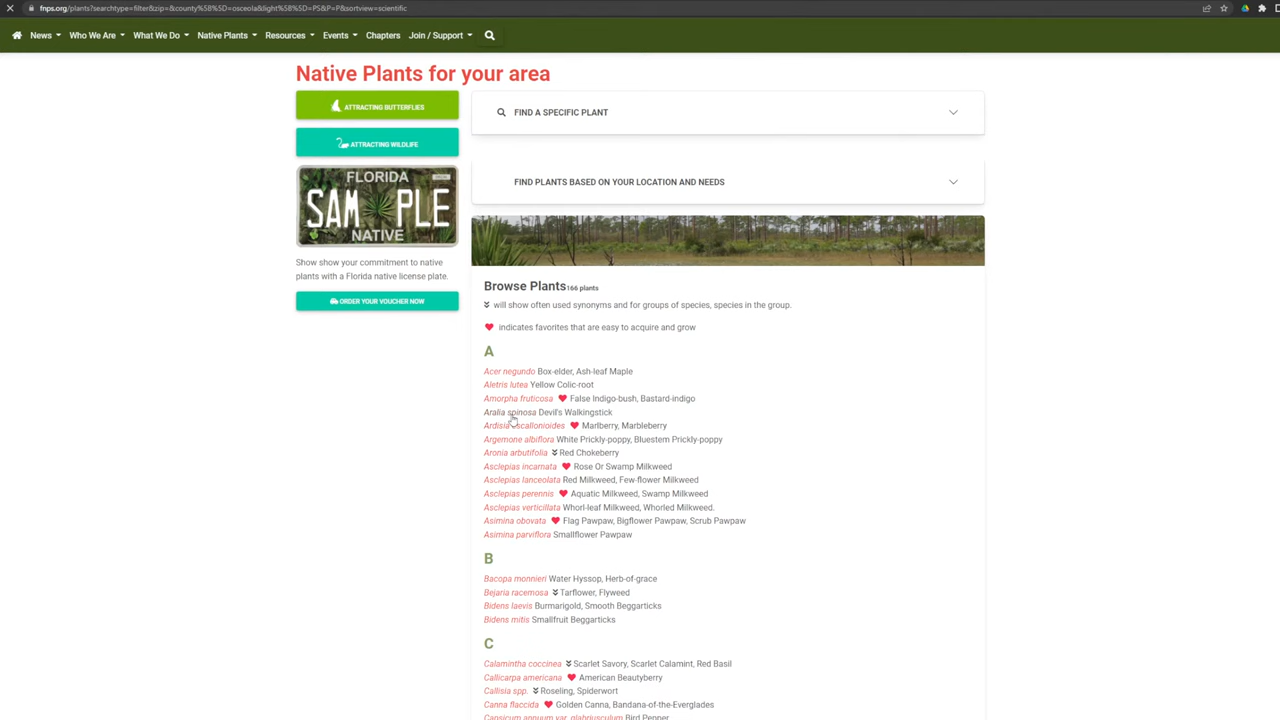 fnps.org/plants?searchtype=filter&zip=&county%5B%5D=osceola&light%5B%5D=PS&P=P&sortview=scientific
News Who We Are What We Do Native Plants Resources Events Chapters Join / Support
Native Plants for your area
ATTRACTING BUTTERFLIES
ATTRACTING WILDLIFE
FLORIDA
SAM PLE
NATIVE
Show show your commitment to native
plants with a Florida native license plate.
ORDER YOUR VOUCHER NOW
FIND A SPECIFIC PLANT
FIND PLANTS BASED ON YOUR LOCATION AND NEEDS
Browse Plants 166 plants
will show often used synonyms and for groups of species, species in the group.
indicates favorites that are easy to acquire and grow
A
Acer negundo Box-elder, Ash-leaf Maple
Aletris lutea Yellow Colic-root
Amorpha fruticosa False Indigo-bush, Bastard-indigo
Aralia spinosa Devil's Walkingstick
Ardisia escallonioides Marlberry, Marbleberry
Argemone albiflora White Prickly-poppy, Bluestem Prickly-poppy
Aronia arbutifolia Red Chokeberry
Asclepias incarnata Rose Or Swamp Milkweed
Asclepias lanceolata Red Milkweed, Few-flower Milkweed
Asclepias perennis Aquatic Milkweed, Swamp Milkweed
Asclepias verticillata Whorl-leaf Milkweed, Whorled Milkweed.
Asimina obovata Flag Pawpaw, Bigflower Pawpaw, Scrub Pawpaw
Asimina parviflora Smallflower Pawpaw
B
Bacopa monnieri Water Hyssop, Herb-of-grace
Bejaria racemosa Tarflower, Flyweed
Bidens laevis Burmarigold, Smooth Beggarticks
Bidens mitis Smallfruit Beggarticks
C
Calamintha coccinea Scarlet Savory, Scarlet Calamint, Red Basil
Callicarpa americana American Beautyberry
Callisia spp. Roseling, Spiderwort
Canna flaccida Golden Canna, Bandana-of-the-Everglades
Capsicum annuum var. glabriusculum Bird Pepper